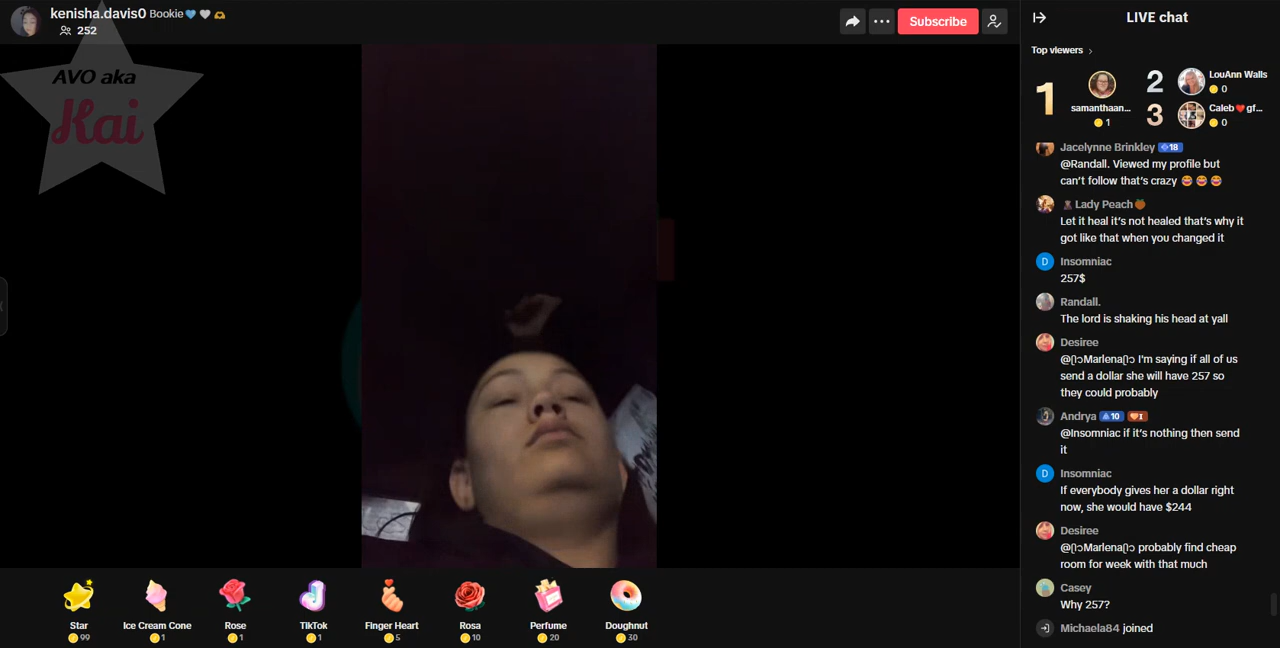 kenisha.davis0 Bookie💙🤍🫶
252
Subscribe
AVO aka
Kai
LIVE chat
Top viewers >
1
samanthaan...
1
2
LouAnn Walls
0
3
Caleb❤️gf...
0
Jacelynne Brinkley 18
@Randall. Viewed my profile but
can't follow that's crazy 😂 😂 😂
Lady Peach
Let it heal it's not healed that's why it
got like that when you changed it
D
Insomniac
257$
Randall.
The lord is shaking his head at yall
Desiree
@ Marlena I'm saying if all of us
send a dollar she will have 257 so
they could probably
Andrya 10 I
@Insomniac if it's nothing then send
it
D
Insomniac
If everybody gives her a dollar right
now, she would have $244
Desiree
@ Marlena probably find cheap
room for week with that much
Casey
Why 257?
Michaela84 joined
Star
99
Ice Cream Cone
1
Rose
1
TikTok
1
Finger Heart
5
Rosa
10
Perfume
20
Doughnut
30